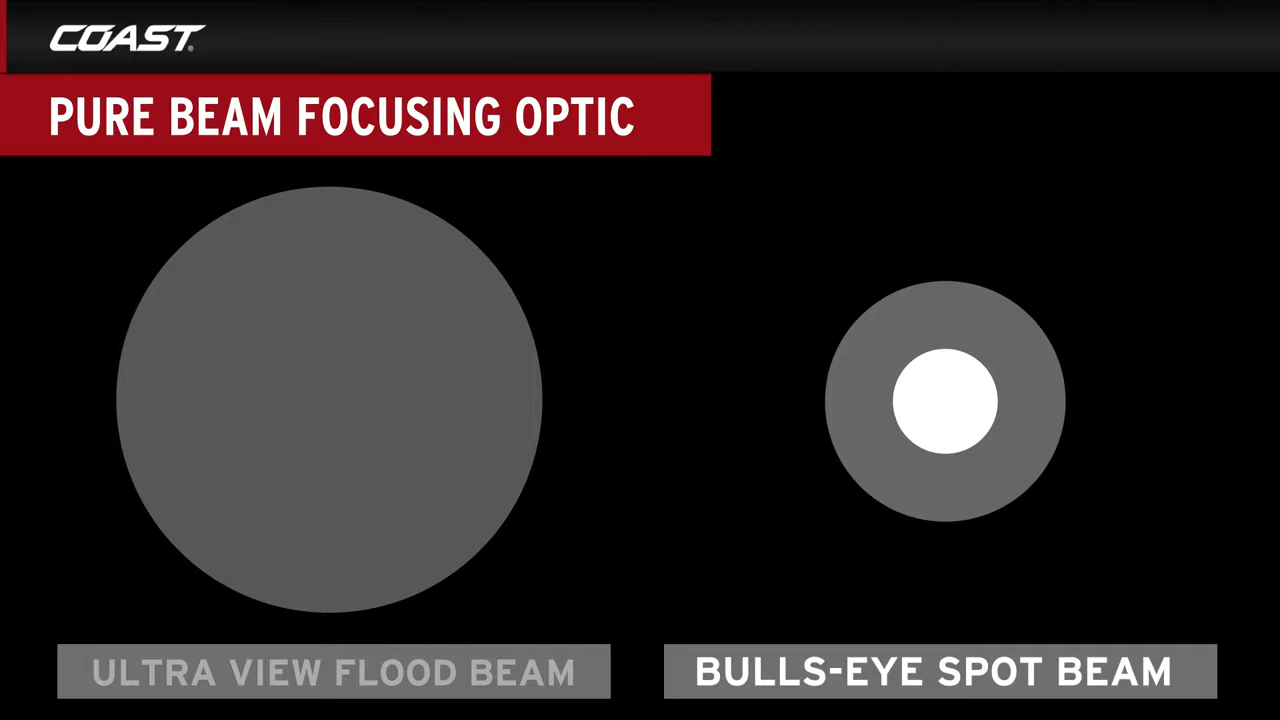 COAST®
PURE BEAM FOCUSING OPTIC
ULTRA VIEW FLOOD BEAM
BULLS-EYE SPOT BEAM